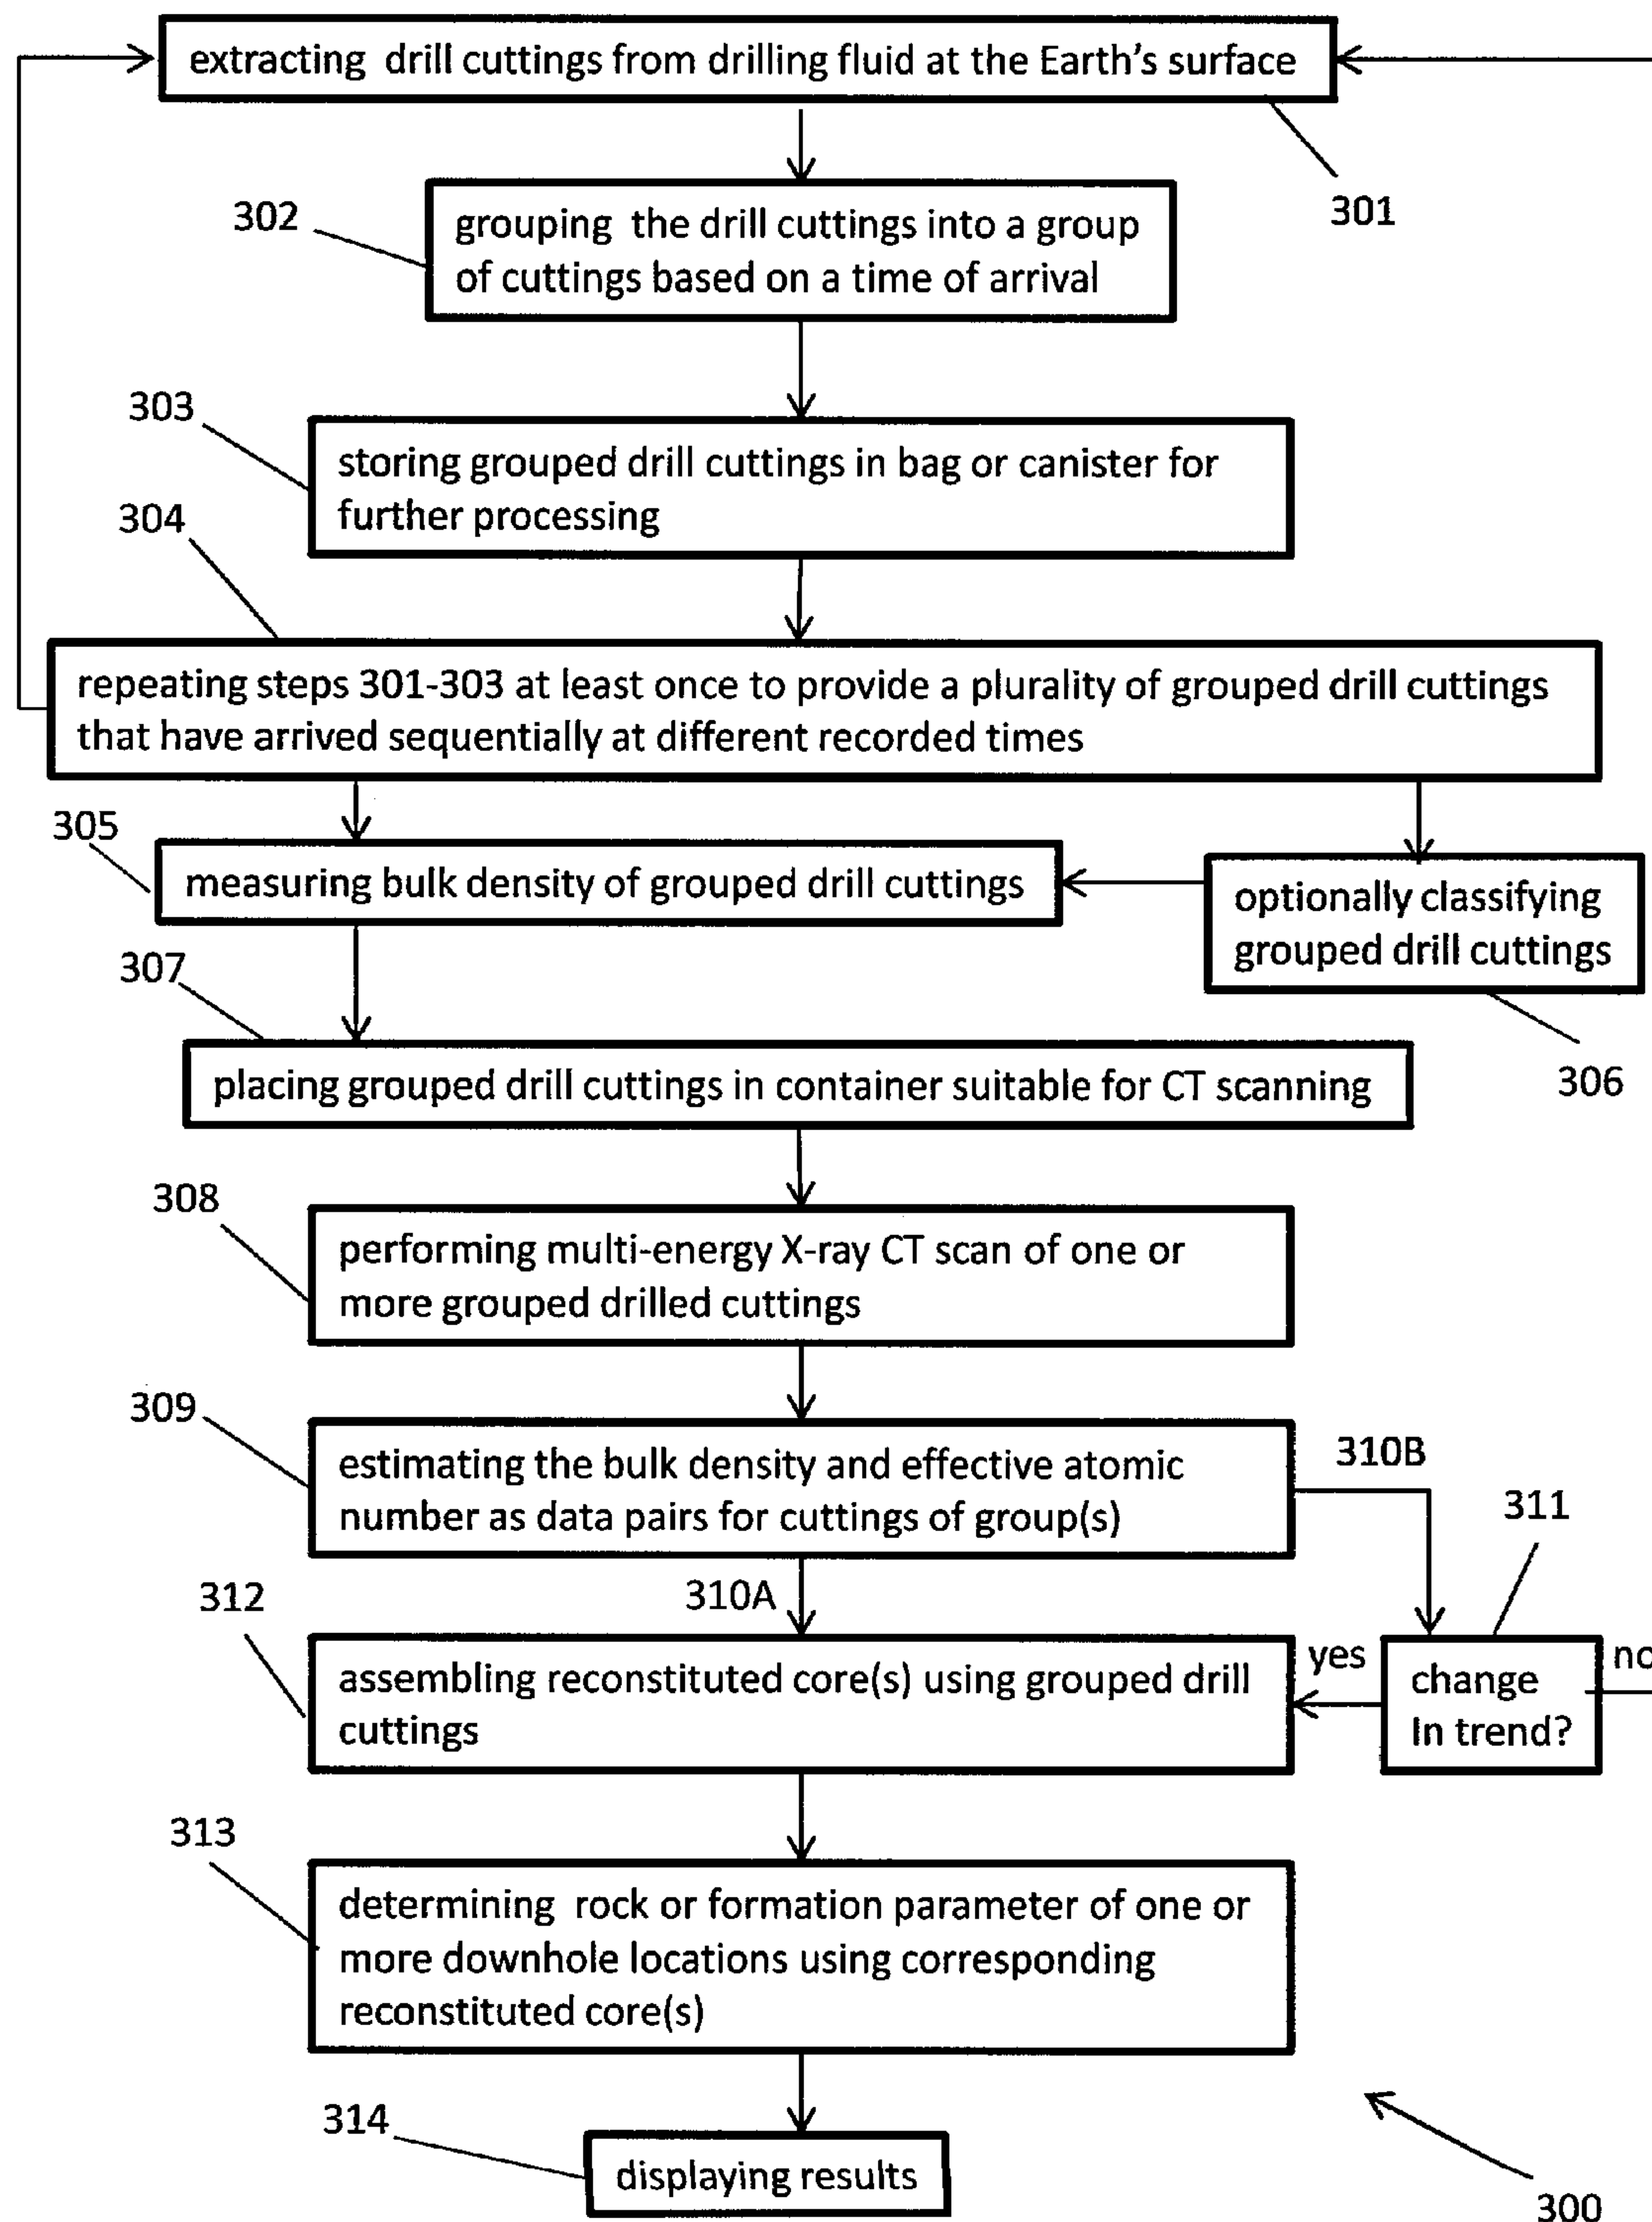 extracting drill cuttings from drilling fluid at the Earth's surface
301
302
grouping the drill cuttings into a group
of cuttings based on a time of arrival
303
storing grouped drill cuttings in bag or canister for
further processing
304
repeating steps 301-303 at least once to provide a plurality of grouped drill cuttings
that have arrived sequentially at different recorded times
305
measuring bulk density of grouped drill cuttings
optionally classifying
grouped drill cuttings
306
307
placing grouped drill cuttings in container suitable for CT scanning
308
performing multi-energy X-ray CT scan of one or
more grouped drilled cuttings
309
estimating the bulk density and effective atomic
number as data pairs for cuttings of group(s)
310B
311
310A
312
assembling reconstituted core(s) using grouped drill
cuttings
yes
change
In trend?
no
313
determining rock or formation parameter of one or
more downhole locations using corresponding
reconstituted core(s)
314
displaying results
300